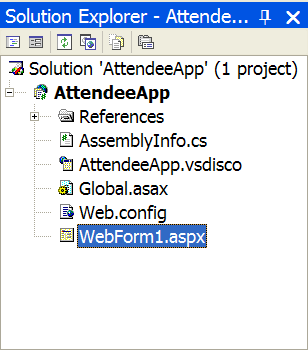 Solution Explorer - Attende...
Solution 'AttendeeApp' (1 project)
AttendeeApp
References
AssemblyInfo.cs
AttendeeApp.vsdisco
Global.asax
Web.config
WebForm1.aspx